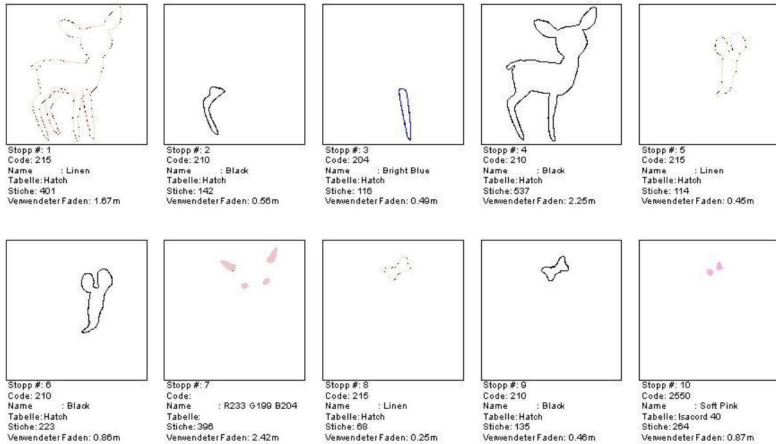 Stopp #: 1
Code: 215
Name : Linen
Tabelle: Hatch
Stiche: 401
Verwendeter Faden: 1.67m
Stopp #: 2
Code: 210
Name : Black
Tabelle: Hatch
Stiche: 142
Verwendeter Faden: 0.56m
Stopp #: 3
Code: 204
Name : Bright Blue
Tabelle: Hatch
Stiche: 116
Verwendeter Faden: 0.49m
Stopp #: 4
Code: 210
Name : Black
Tabelle: Hatch
Stiche: 537
Verwendeter Faden: 2.25m
Stopp #: 5
Code: 215
Name : Linen
Tabelle: Hatch
Stiche: 114
Verwendeter Faden: 0.45m
Stopp #: 6
Code: 210
Name : Black
Tabelle: Hatch
Stiche: 223
Verwendeter Faden: 0.86m
Stopp #: 7
Code:
Name : R233 G199 B204
Tabelle:
Stiche: 396
Verwendeter Faden: 2.42m
Stopp #: 8
Code: 215
Name : Linen
Tabelle: Hatch
Stiche: 68
Verwendeter Faden: 0.25m
Stopp #: 9
Code: 210
Name : Black
Tabelle: Hatch
Stiche: 135
Verwendeter Faden: 0.46m
Stopp #: 10
Code: 2550
Name : Soft Pink
Tabelle: Isacord 40
Stiche: 264
Verwendeter Faden: 0.87m